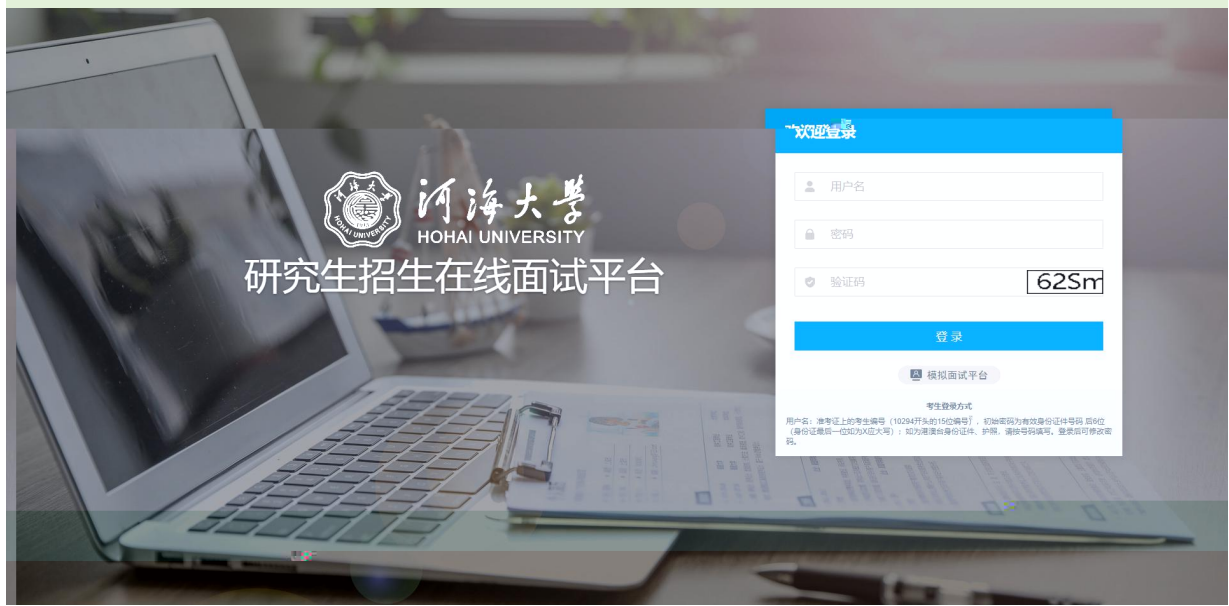 河海大學
HOHAI UNIVERSITY
研究生招生在线面试平台
欢迎登录
用户名
密码
验证码
62Sm
登 录
模拟面试平台
考生登录方式
用户名：准考证上的考生编号（10294开头的15位编号），初始密码为有效身份证件号码 后6位
（身份证最后一位如为X应大写）；如为港澳台身份证件、护照，请按号码填写。登录后可修改密
码。